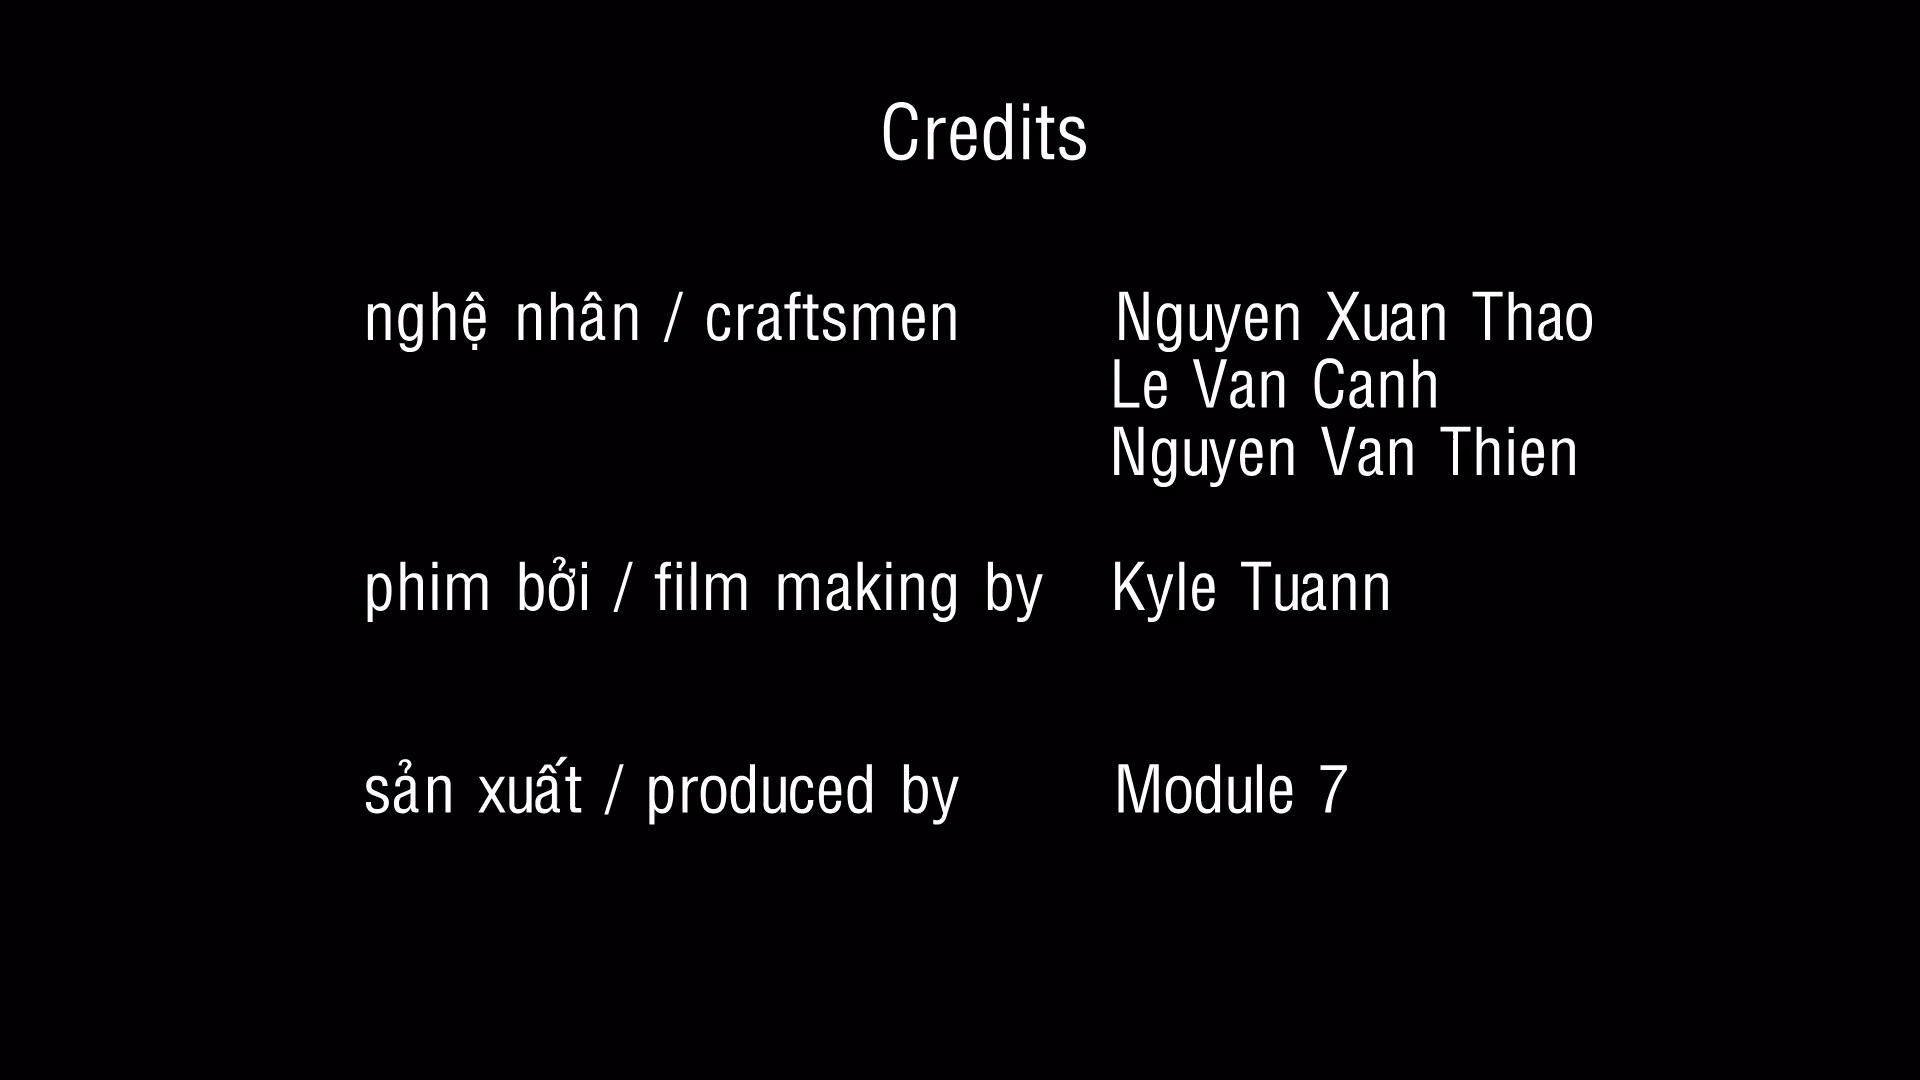 Credits
nghệ nhân / craftsmen Nguyen Xuan Thao
Le Van Canh
Nguyen Van Thien
phim bởi / film making by Kyle Tuann
sản xuất / produced by Module 7